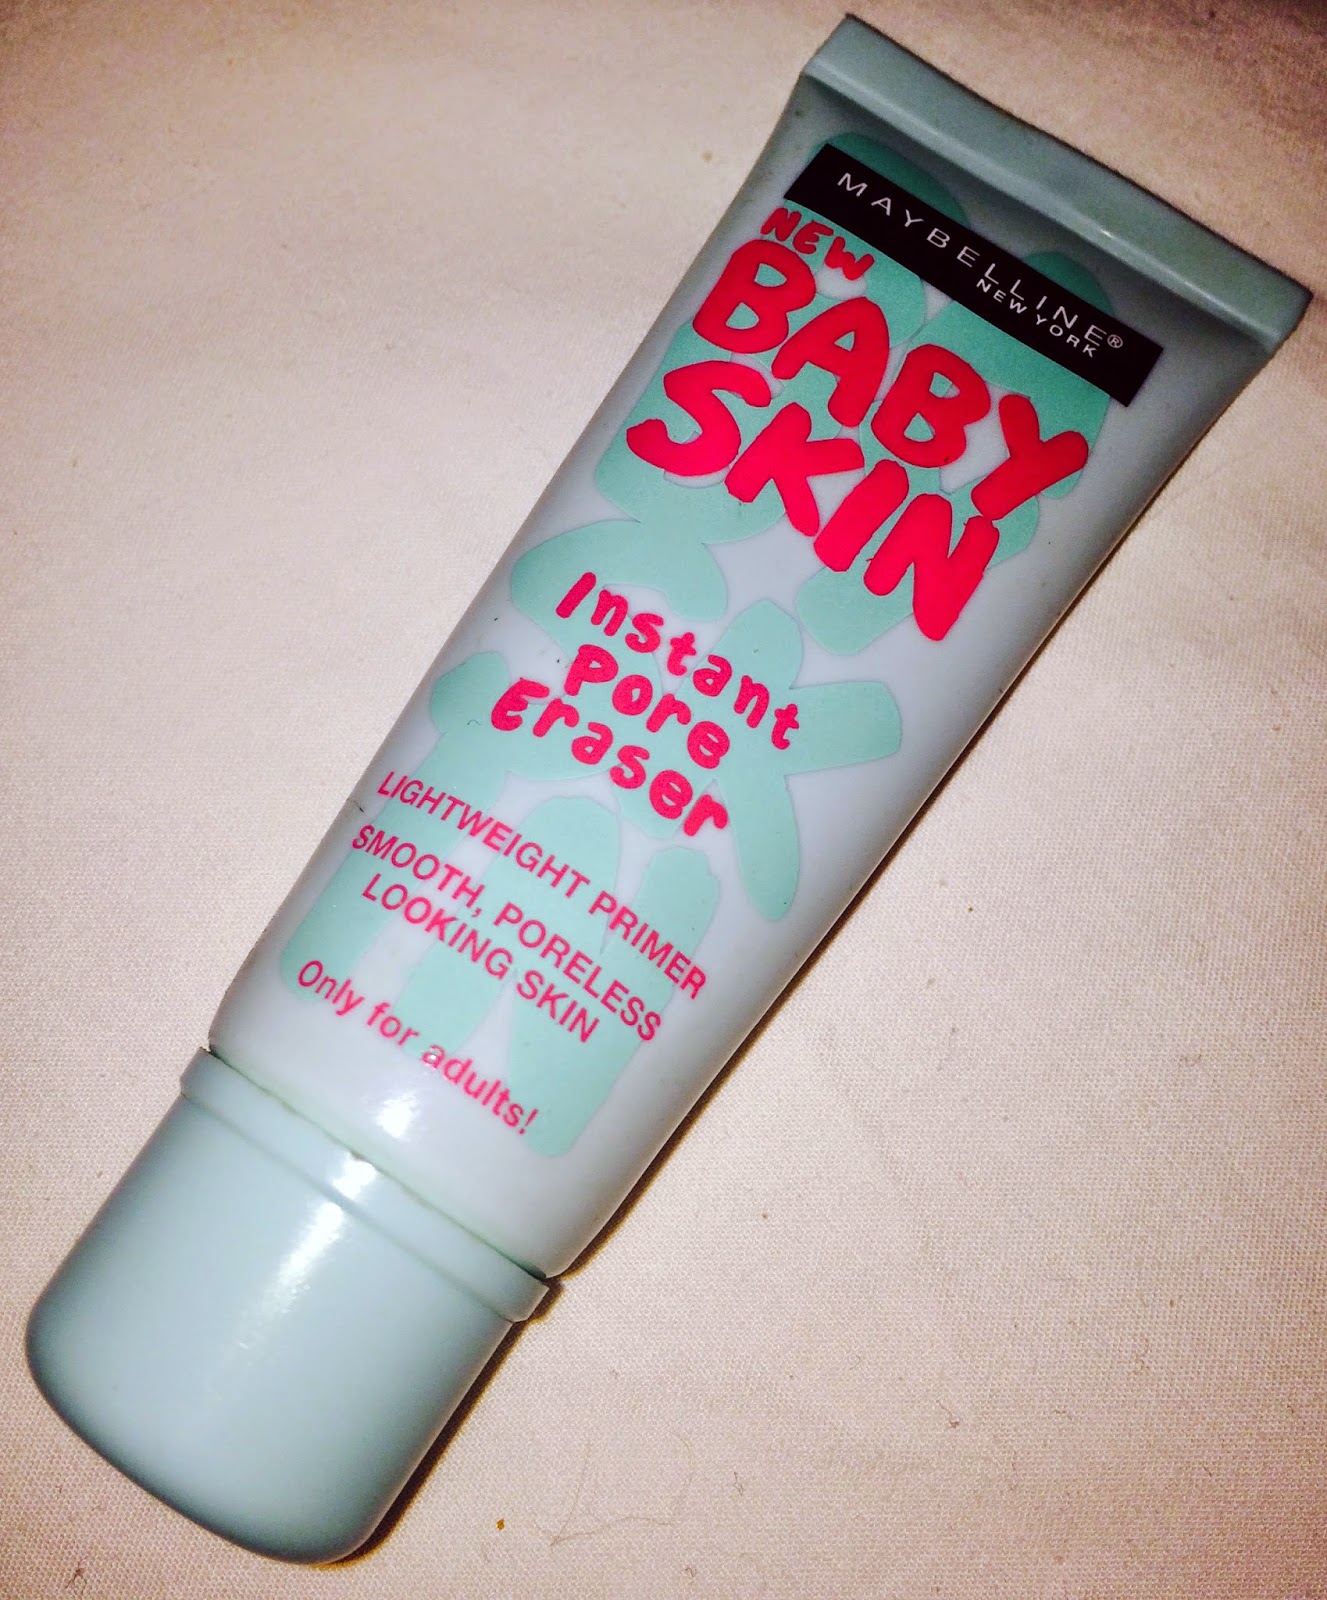 MAYBELLINE®
NEW YORK
NEW
BABY
SKIN
Instant
Pore
Eraser
LIGHTWEIGHT PRIMER
SMOOTH, PORELESS
LOOKING SKIN
Only for adults!